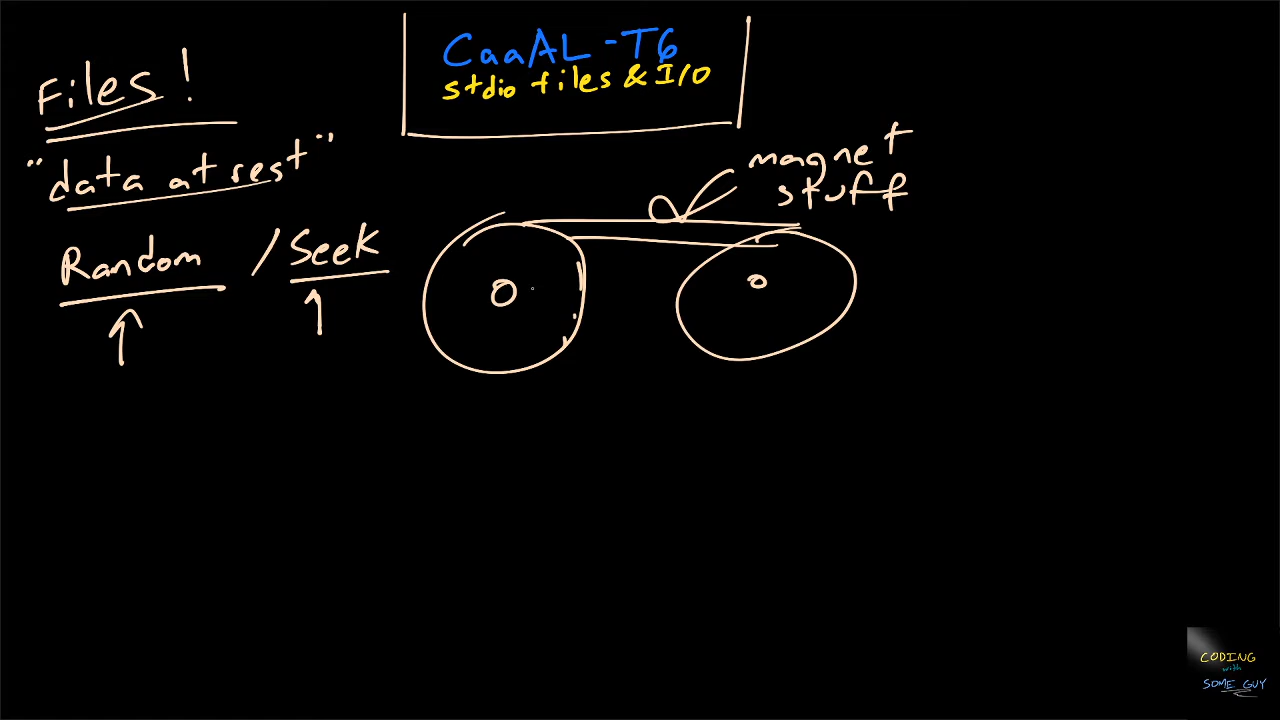 CaaAL-T6
stdio files & I/O
Files!
"data at rest"
Random / Seek
magnet
stuff
CODING
with
SOME GUY